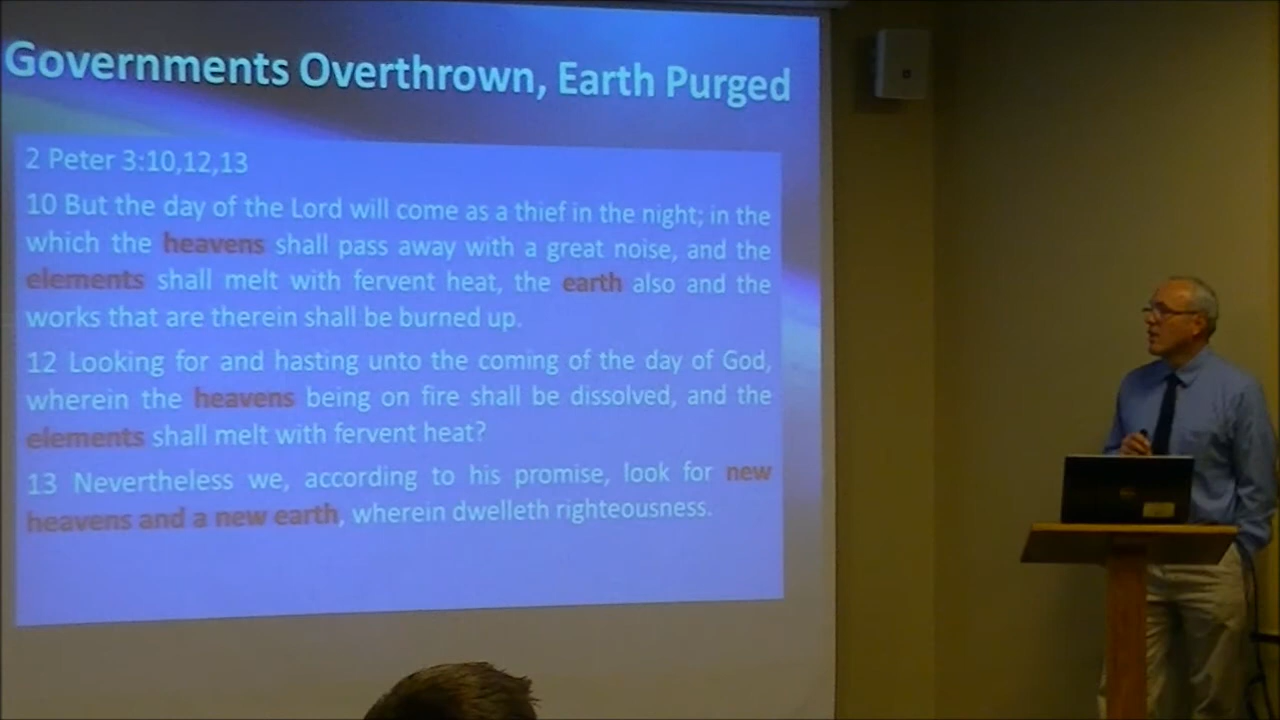 Governments Overthrown, Earth Purged
2 Peter 3:10,12,13
10 But the day of the Lord will come as a thief in the night; in the
which the heavens shall pass away with a great noise, and the
elements shall melt with fervent heat, the earth also and the
works that are therein shall be burned up.
12 Looking for and hasting unto the coming of the day of God,
wherein the heavens being on fire shall be dissolved, and the
elements shall melt with fervent heat?
13 Nevertheless we, according to his promise, look for new
heavens and a new earth, wherein dwelleth righteousness.